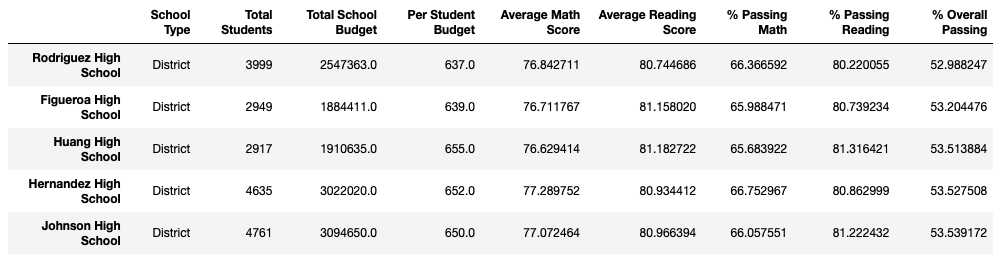 School Type Total Students Total School Budget Per Student Budget Average Math Score Average Reading Score % Passing Math % Passing Reading % Overall Passing
Rodriguez High School District 3999 2547363.0 637.0 76.842711 80.744686 66.366592 80.220055 52.988247
Figueroa High School District 2949 1884411.0 639.0 76.711767 81.158020 65.988471 80.739234 53.204476
Huang High School District 2917 1910635.0 655.0 76.629414 81.182722 65.683922 81.316421 53.513884
Hernandez High School District 4635 3022020.0 652.0 77.289752 80.934412 66.752967 80.862999 53.527508
Johnson High School District 4761 3094650.0 650.0 77.072464 80.966394 66.057551 81.222432 53.539172